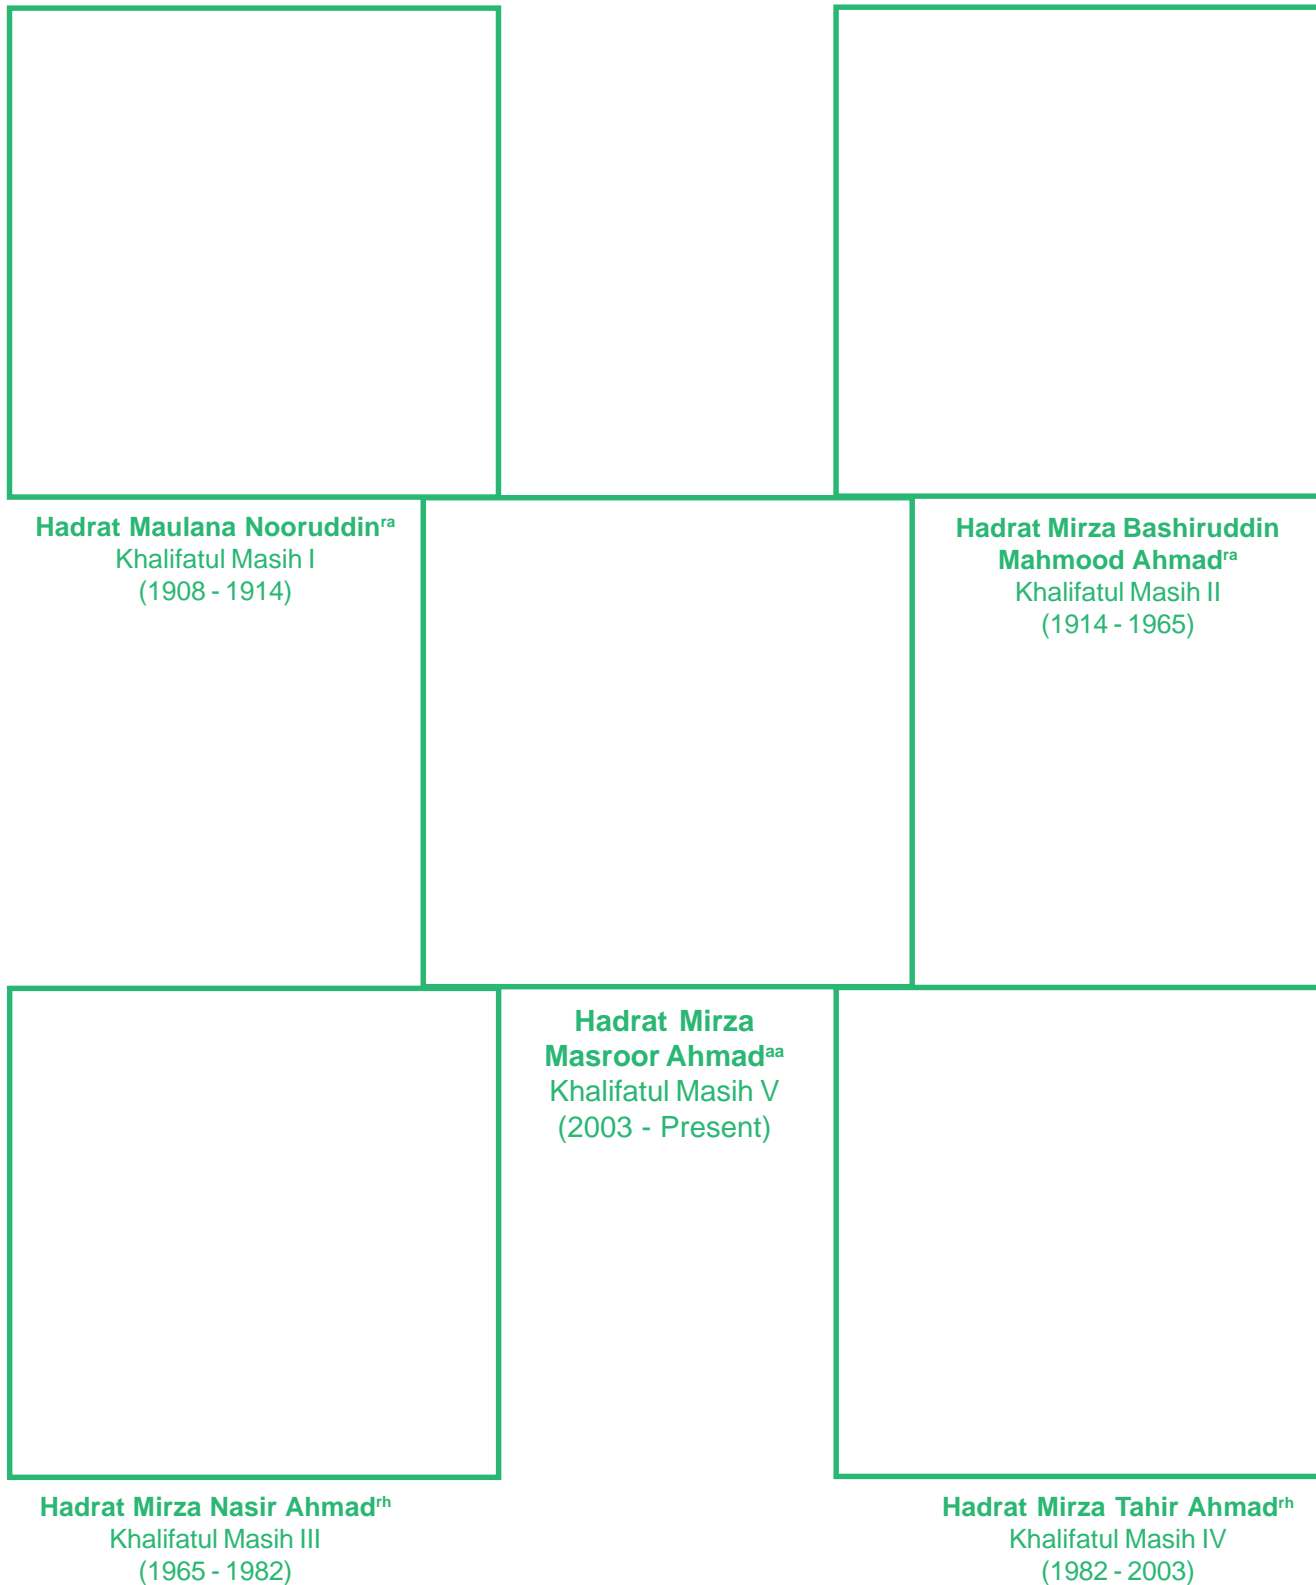 Hadrat Maulana Nooruddinra
Khalifatul Masih I
(1908 - 1914)
Hadrat Mirza Bashiruddin
Mahmood Ahmadra
Khalifatul Masih II
(1914 - 1965)
Hadrat Mirza
Masroor Ahmadaa
Khalifatul Masih V
(2003 - Present)
Hadrat Mirza Nasir Ahmadrh
Khalifatul Masih III
(1965 - 1982)
Hadrat Mirza Tahir Ahmadrh
Khalifatul Masih IV
(1982 - 2003)